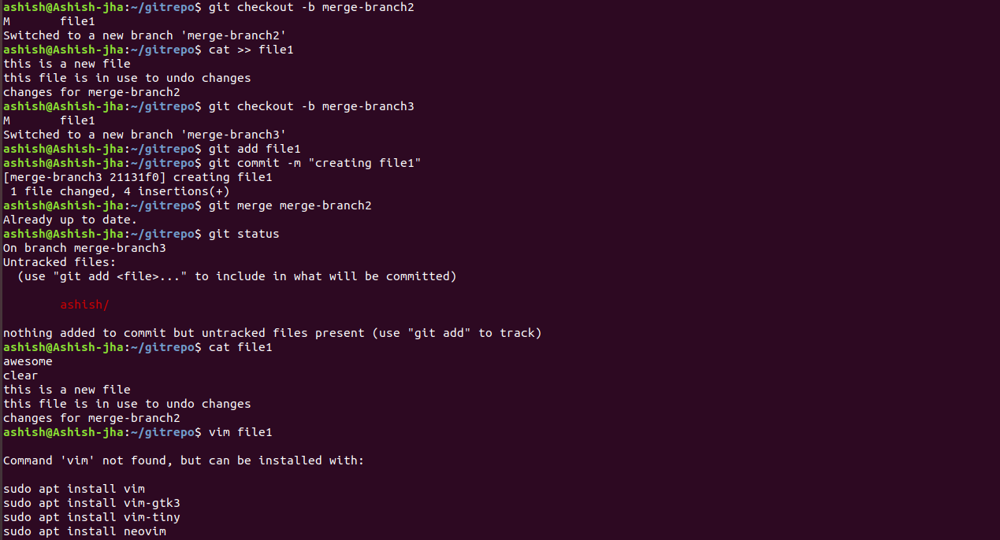 ashish@Ashish-jha:~/gitrepo$ git checkout -b merge-branch2
M       file1
Switched to a new branch 'merge-branch2'
ashish@Ashish-jha:~/gitrepo$ cat >> file1
this is a new file
this file is in use to undo changes
changes for merge-branch2
ashish@Ashish-jha:~/gitrepo$ git checkout -b merge-branch3
M       file1
Switched to a new branch 'merge-branch3'
ashish@Ashish-jha:~/gitrepo$ git add file1
ashish@Ashish-jha:~/gitrepo$ git commit -m "creating file1"
[merge-branch3 21131f0] creating file1
 1 file changed, 4 insertions(+)
ashish@Ashish-jha:~/gitrepo$ git merge merge-branch2
Already up to date.
ashish@Ashish-jha:~/gitrepo$ git status
On branch merge-branch3
Untracked files:
  (use "git add <file>..." to include in what will be committed)

        ashish/

nothing added to commit but untracked files present (use "git add" to track)
ashish@Ashish-jha:~/gitrepo$ cat file1
awesome
clear
this is a new file
this file is in use to undo changes
changes for merge-branch2
ashish@Ashish-jha:~/gitrepo$ vim file1

Command 'vim' not found, but can be installed with:

sudo apt install vim
sudo apt install vim-gtk3
sudo apt install vim-tiny
sudo apt install neovim